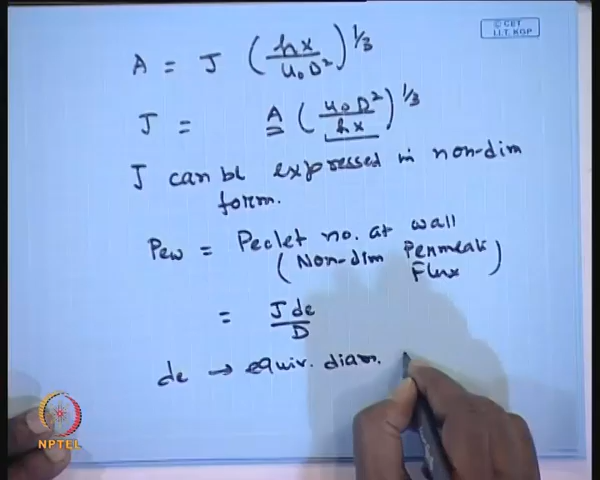 © CET
I.I.T. KGP
A = J (hx/u₀D²)^1/3
J = A (u₀D²/hx)^1/3
J can be expressed in non-dim
form.
Pew = Peclet no. at wall
(Non-dim Permeate
Flux)
= J de/D
de → equiv. diam.
NPTEL